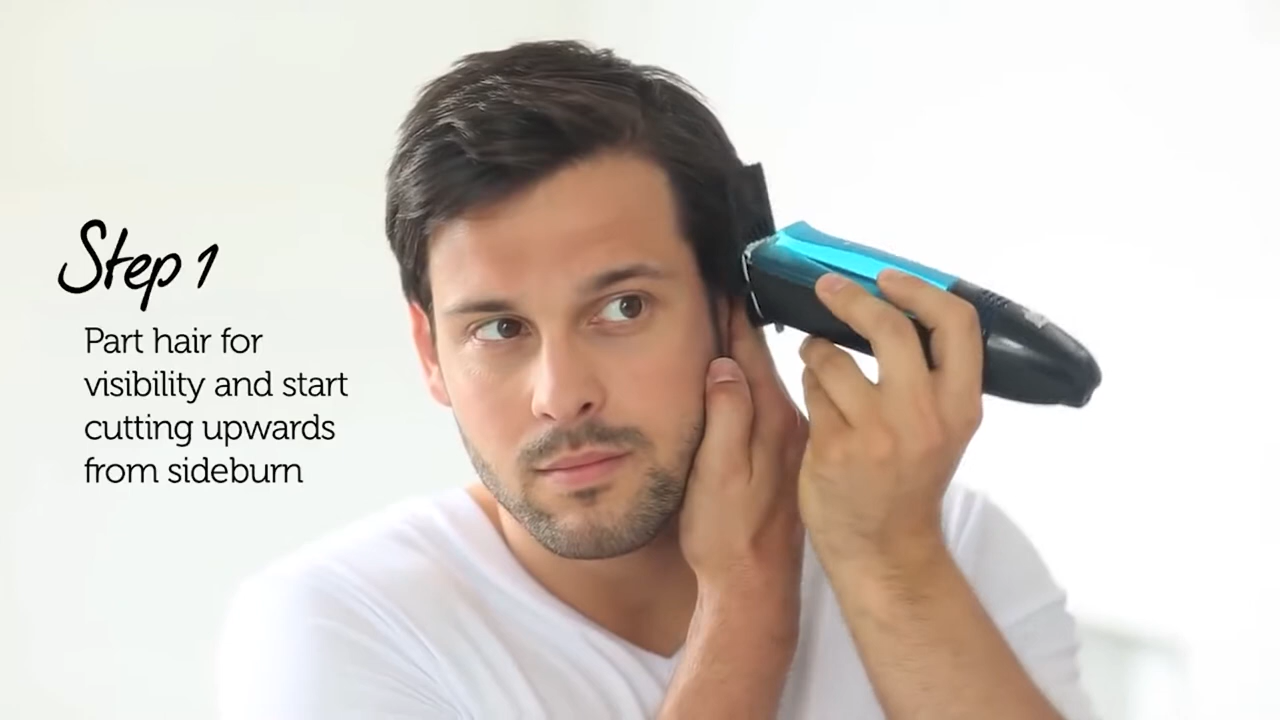 Step 1
Part hair for
visibility and start
cutting upwards
from sideburn